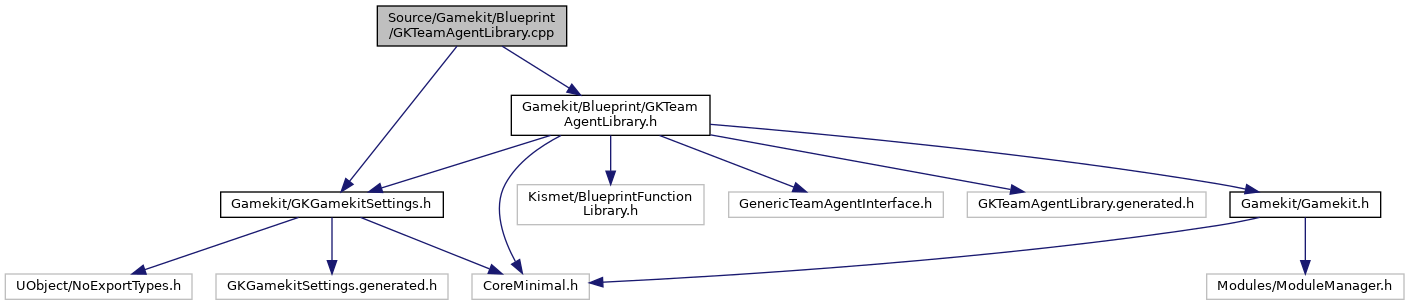 Source/Gamekit/Blueprint
/GKTeamAgentLibrary.cpp
Gamekit/Blueprint/GKTeam
AgentLibrary.h
Gamekit/GKGamekitSettings.h
Kismet/BlueprintFunction
Library.h
GenericTeamAgentInterface.h
GKTeamAgentLibrary.generated.h
Gamekit/Gamekit.h
UObject/NoExportTypes.h
GKGamekitSettings.generated.h
CoreMinimal.h
Modules/ModuleManager.h